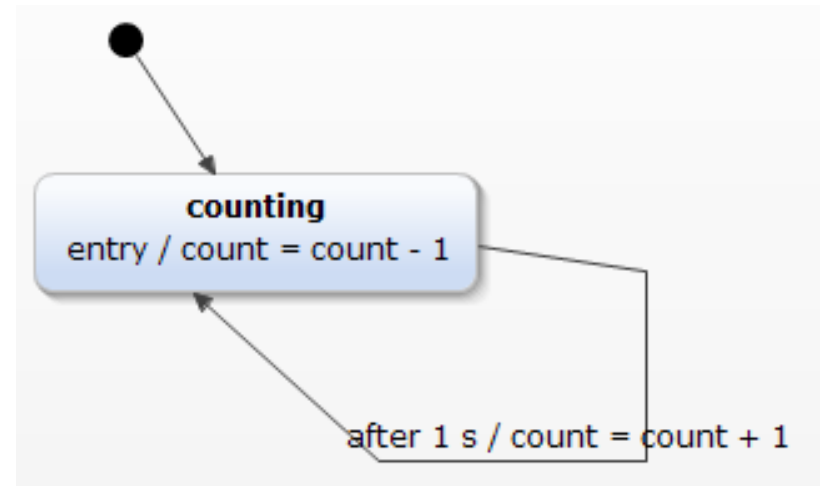 counting
entry / count = count - 1
after 1 s / count = count + 1